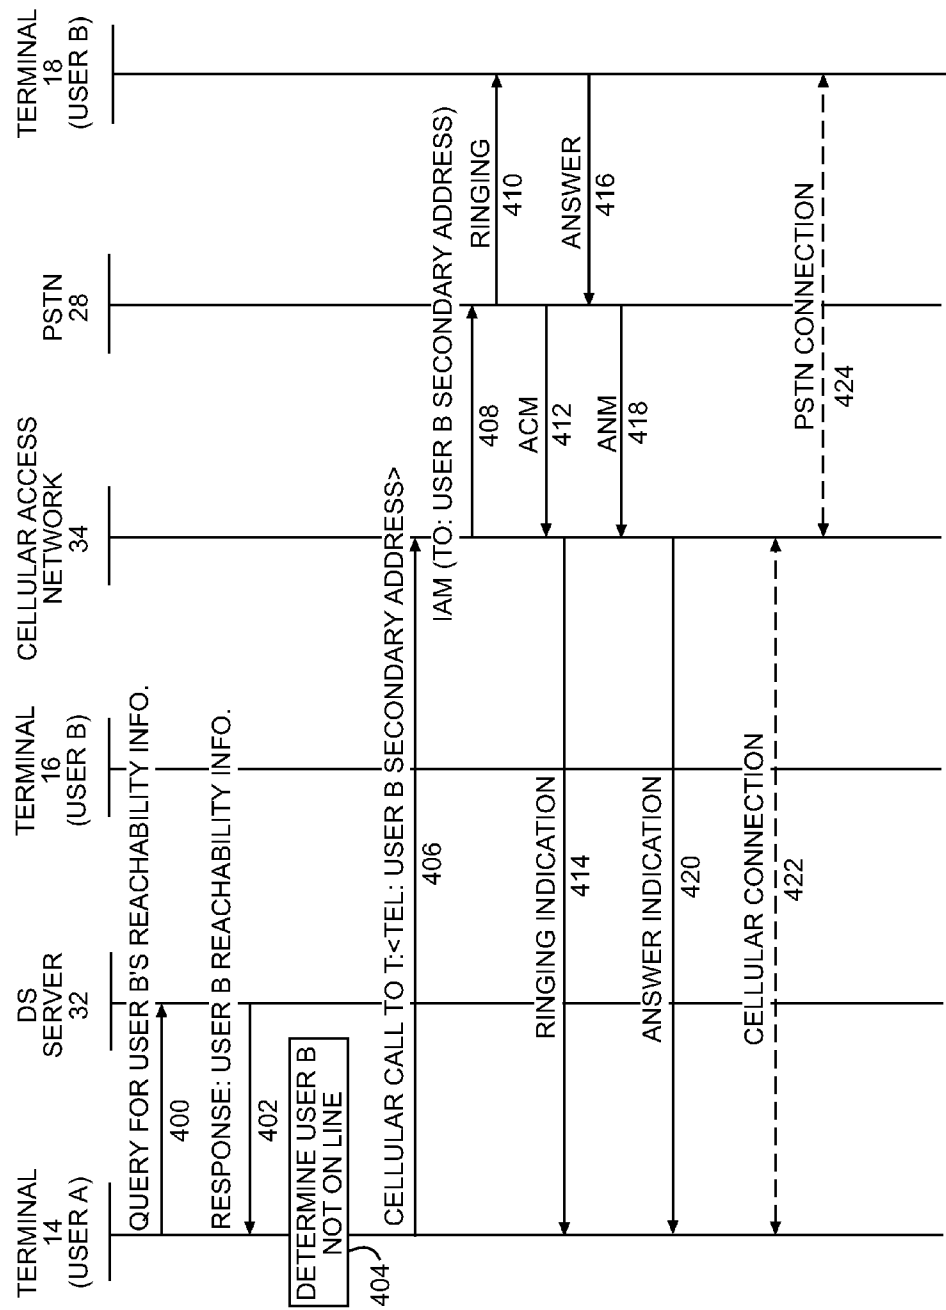 TERMINAL
14
(USER A)
DS
SERVER
32
TERMINAL
16
(USER B)
CELLULAR ACCESS
NETWORK
34
PSTN
28
TERMINAL
18
(USER B)
QUERY FOR USER B'S REACHABILITY INFO.
400
RESPONSE: USER B REACHABILITY INFO.
402
DETERMINE USER B
NOT ON LINE
404
CELLULAR CALL TO T:<TEL: USER B SECONDARY ADDRESS>
406
IAM (TO: USER B SECONDARY ADDRESS)
408
RINGING
410
ACM
412
RINGING INDICATION
414
ANSWER
416
ANM
418
ANSWER INDICATION
420
CELLULAR CONNECTION
422
PSTN CONNECTION
424